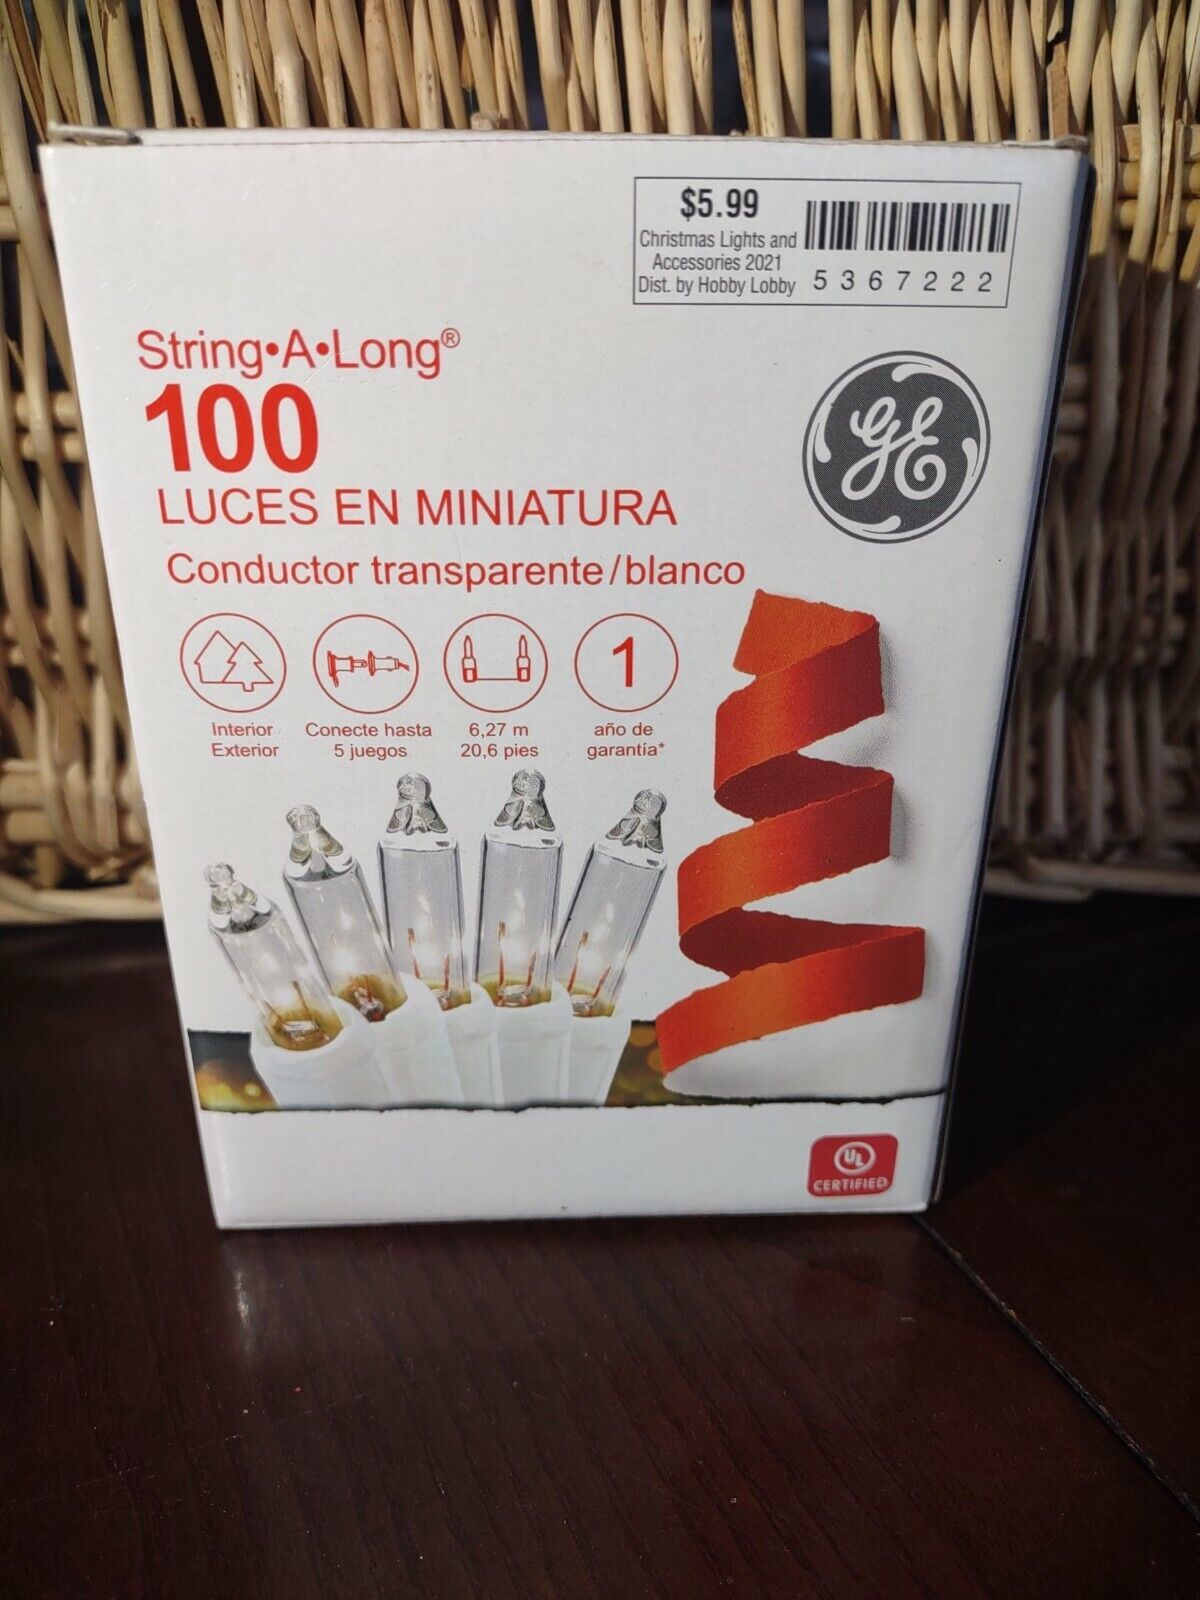 $5.99
Christmas Lights and
Accessories 2021
Dist. by Hobby Lobby
5367222
String•A•Long®
100
LUCES EN MINIATURA
Conductor transparente/blanco
GE
1
Interior
Exterior
Conecte hasta
5 juegos
6,27 m
20,6 pies
año de
garantía*
UL
CERTIFIED